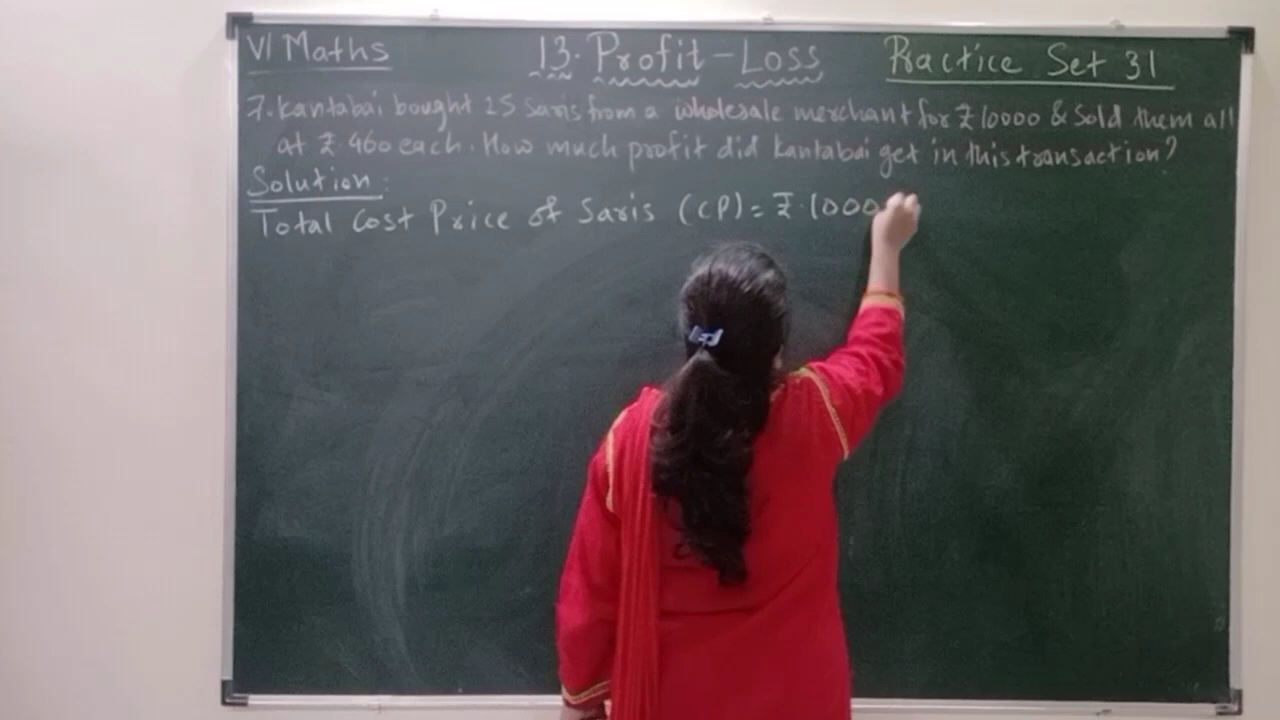 VI Maths 13. Profit - Loss Practice Set 31
7. Kantabai bought 25 Saris from a wholesale merchant for ₹ 10000 & Sold them all
at ₹. 460 each. How much profit did Kantabai get in this transaction?
Solution:
Total Cost Price of Saris (CP) = ₹. 1000